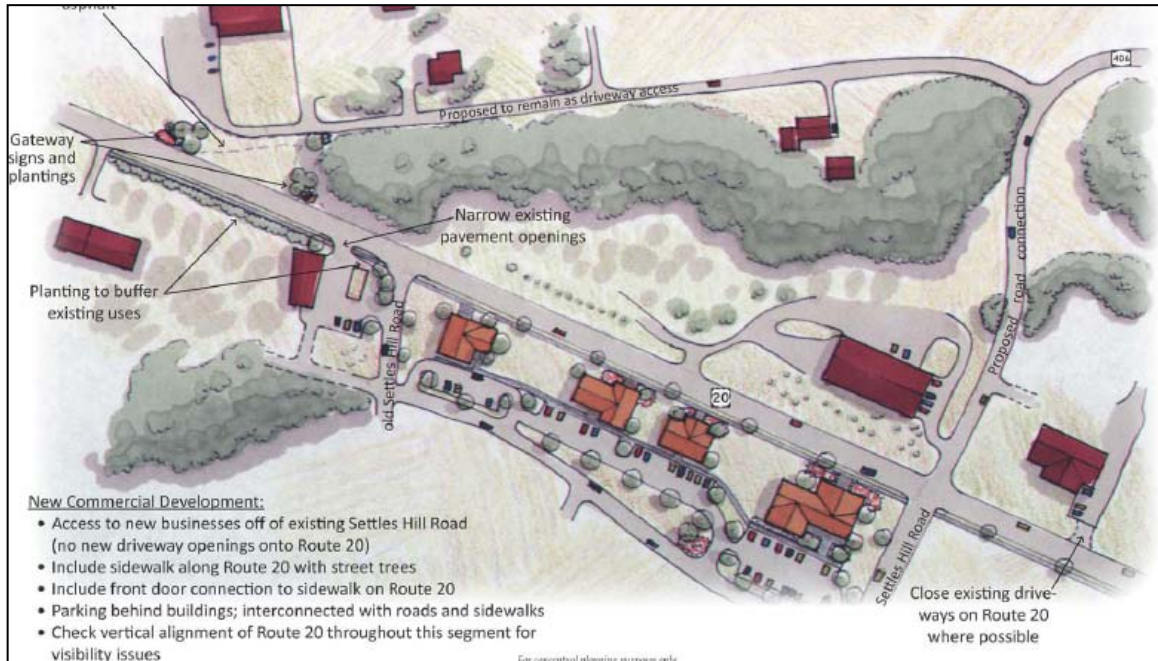 asphalt
406
Proposed to remain as driveway access
Gateway
signs and
plantings
Narrow existing
pavement openings
Proposed road connection
Planting to buffer
existing uses
old Settles Hill Road
20
New Commercial Development:
• Access to new businesses off of existing Settles Hill Road
(no new driveway openings onto Route 20)
• Include sidewalk along Route 20 with street trees
• Include front door connection to sidewalk on Route 20
• Parking behind buildings; interconnected with roads and sidewalks
• Check vertical alignment of Route 20 throughout this segment for
visibility issues
Settles Hill Road
Close existing drive-
ways on Route 20
where possible
For conceptual planning purposes only